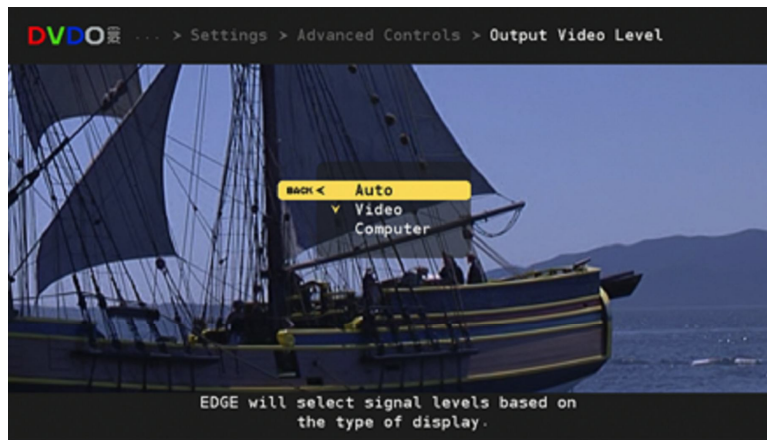 DVDO EDGE ... > Settings > Advanced Controls > Output Video Level
BACK < Auto
Video
Computer
EDGE will select signal levels based on
the type of display.